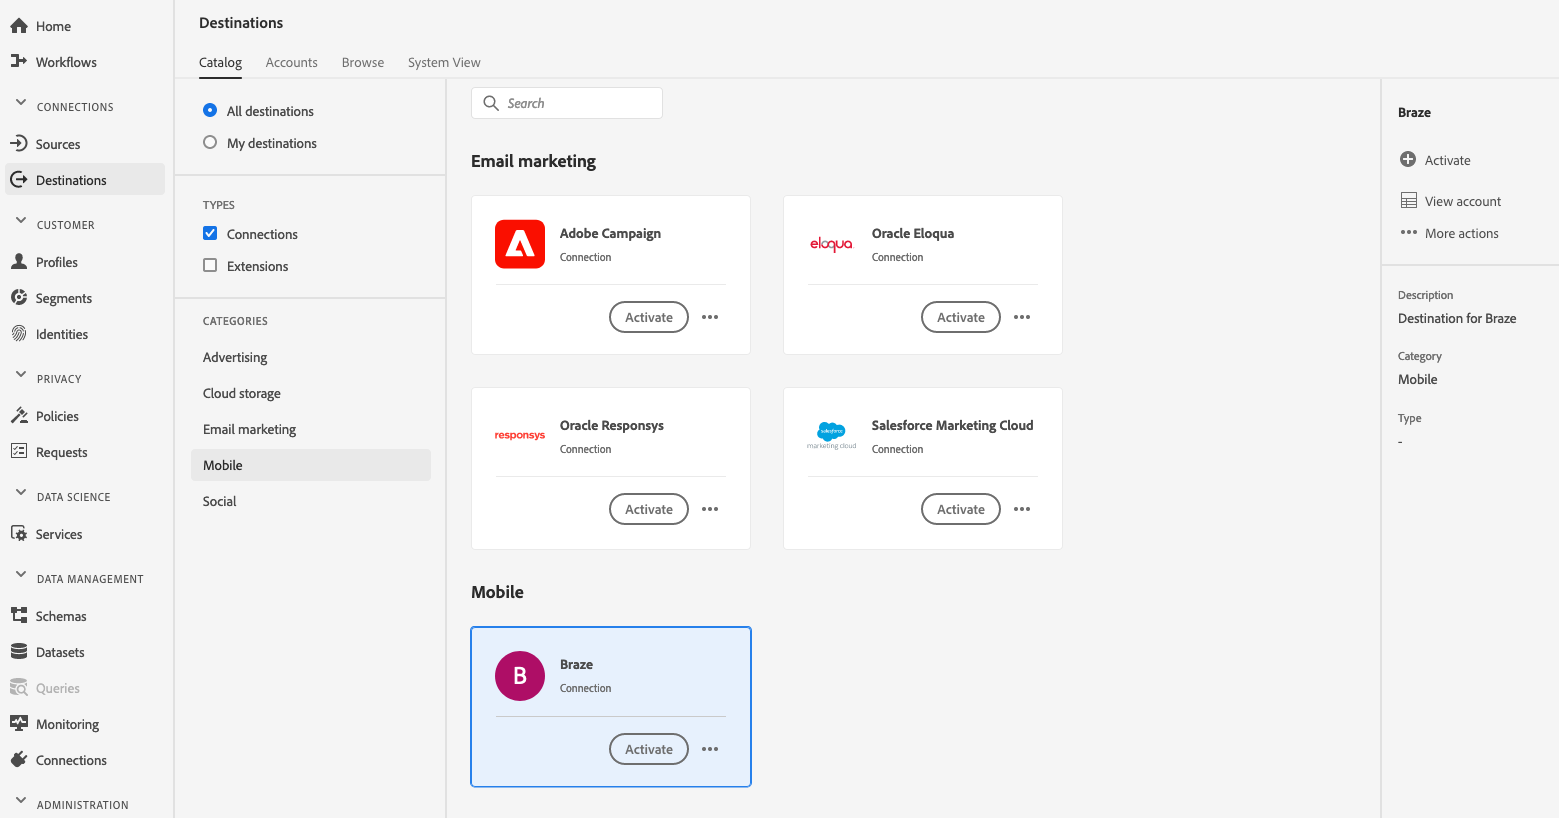 Home
Workflows
CONNECTIONS
Sources
Destinations
CUSTOMER
Profiles
Segments
Identities
PRIVACY
Policies
Requests
DATA SCIENCE
Services
DATA MANAGEMENT
Schemas
Datasets
Queries
Monitoring
Connections
ADMINISTRATION
Destinations
Catalog Accounts Browse System View
All destinations
My destinations
TYPES
Connections
Extensions
CATEGORIES
Advertising
Cloud storage
Email marketing
Mobile
Social
Search
Email marketing
Adobe Campaign
Connection
Activate
eloqua
Oracle Eloqua
Connection
Activate
responsys
Oracle Responsys
Connection
Activate
salesforce
marketing cloud
Salesforce Marketing Cloud
Connection
Activate
Mobile
B
Braze
Connection
Activate
Braze
Activate
View account
More actions
Description
Destination for Braze
Category
Mobile
Type
-